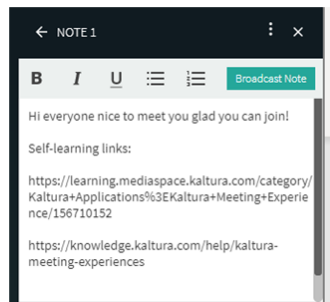 NOTE 1
B I U Broadcast Note
Hi everyone nice to meet you glad you can join!
Self-learning links:
https://learning.mediaspace.kaltura.com/category/
Kaltura+Applications%3EKaltura+Meeting+Experie
nce/156710152
https://knowledge.kaltura.com/help/kaltura-
meeting-experiences